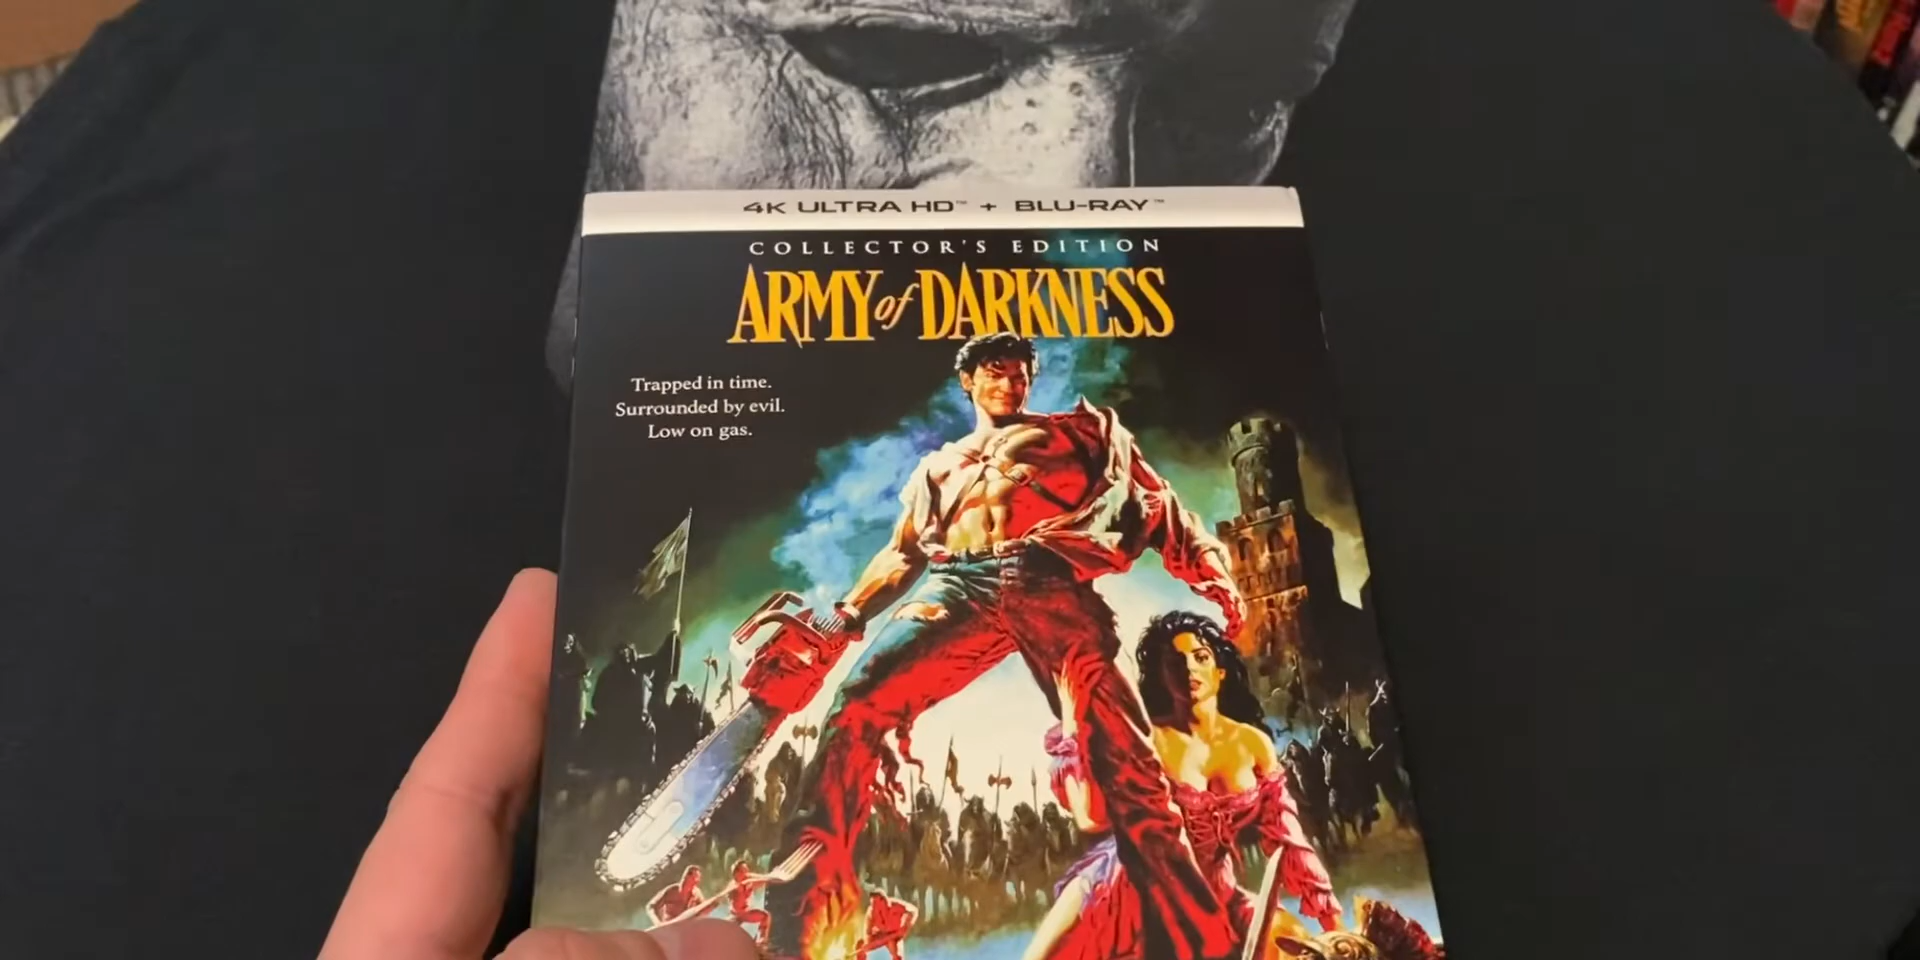 4K ULTRA HD™ + BLU-RAY™
COLLECTOR'S EDITION
ARMY of DARKNESS
Trapped in time.
Surrounded by evil.
Low on gas.